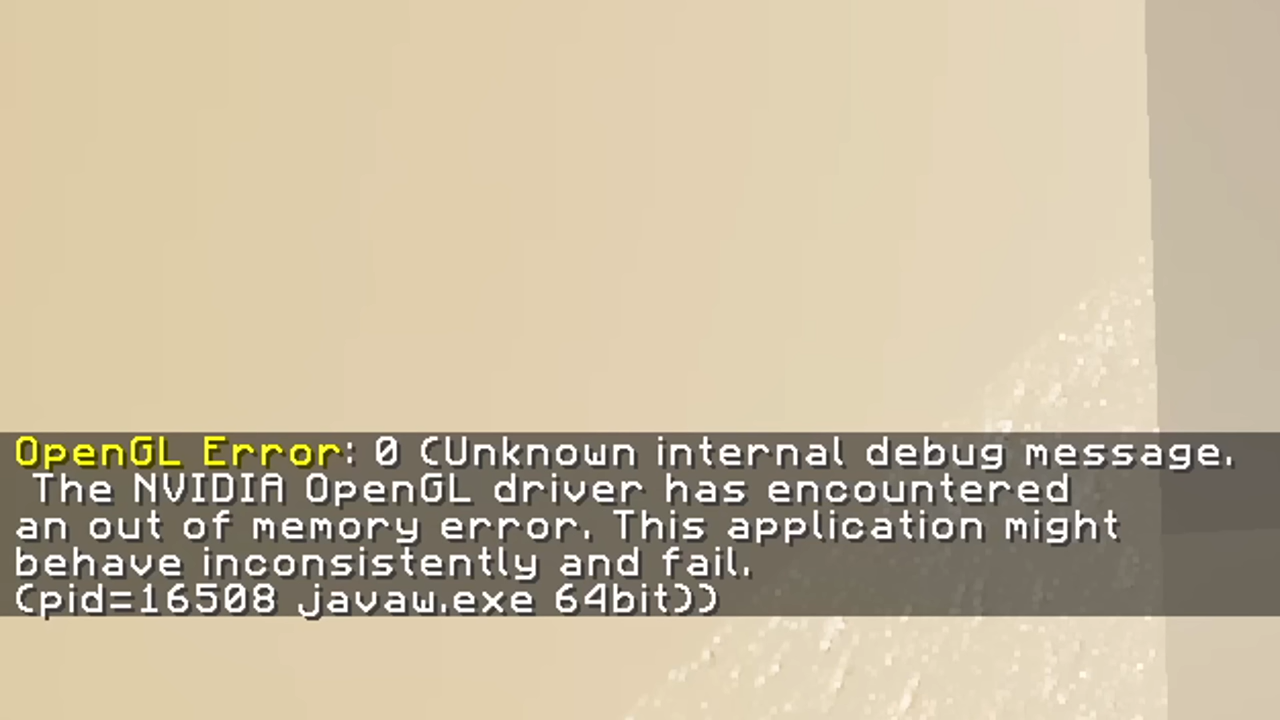 OpenGL Error: 0 (Unknown internal debug message.
The NVIDIA OpenGL driver has encountered
an out of memory error. This application might
behave inconsistently and fail.
(pid=16508 javaw.exe 64bit))